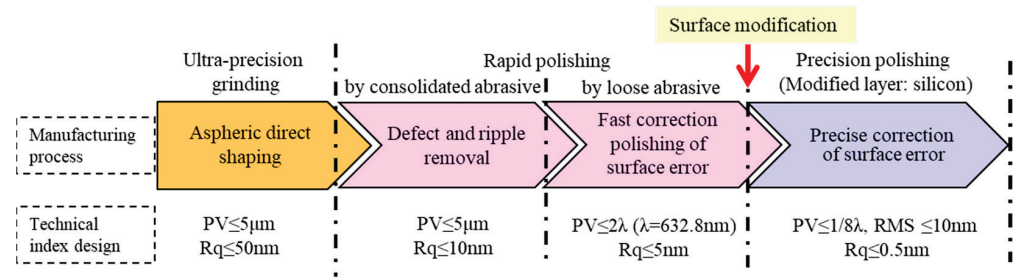 Surface modification
Ultra-precision
grinding
Rapid polishing
by consolidated abrasive
by loose abrasive
Precision polishing
(Modified layer: silicon)
Manufacturing
process
Aspheric direct
shaping
Defect and ripple
removal
Fast correction
polishing of
surface error
Precise correction
of surface error
Technical
index design
PV≤5μm
Rq≤50nm
PV≤5μm
Rq≤10nm
PV≤2λ (λ=632.8nm)
Rq≤5nm
PV≤1/8λ, RMS ≤10nm
Rq≤0.5nm